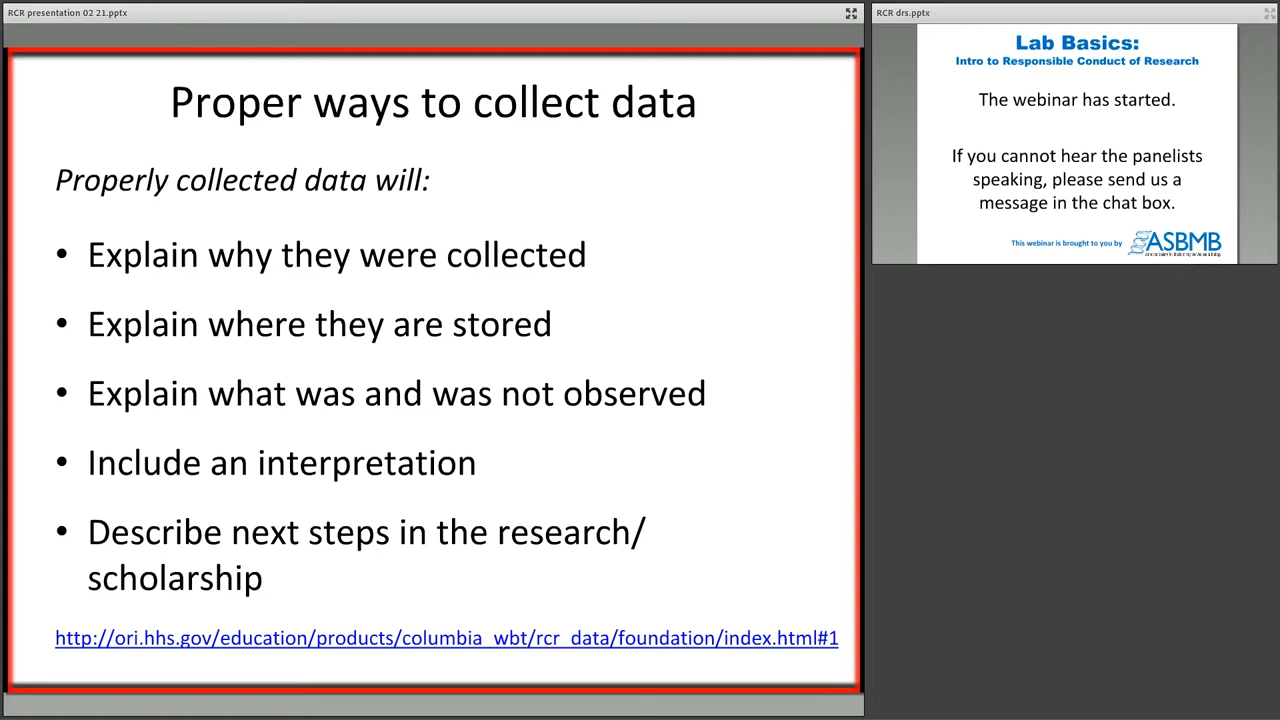 RCR presentation 02 21.pptx
Proper ways to collect data
Properly collected data will:
• Explain why they were collected
• Explain where they are stored
• Explain what was and was not observed
• Include an interpretation
• Describe next steps in the research/
scholarship
http://ori.hhs.gov/education/products/columbia_wbt/rcr_data/foundation/index.html#1
RCR drs.pptx
Lab Basics:
Intro to Responsible Conduct of Research
The webinar has started.
If you cannot hear the panelists
speaking, please send us a
message in the chat box.
This webinar is brought to you by
ASBMB